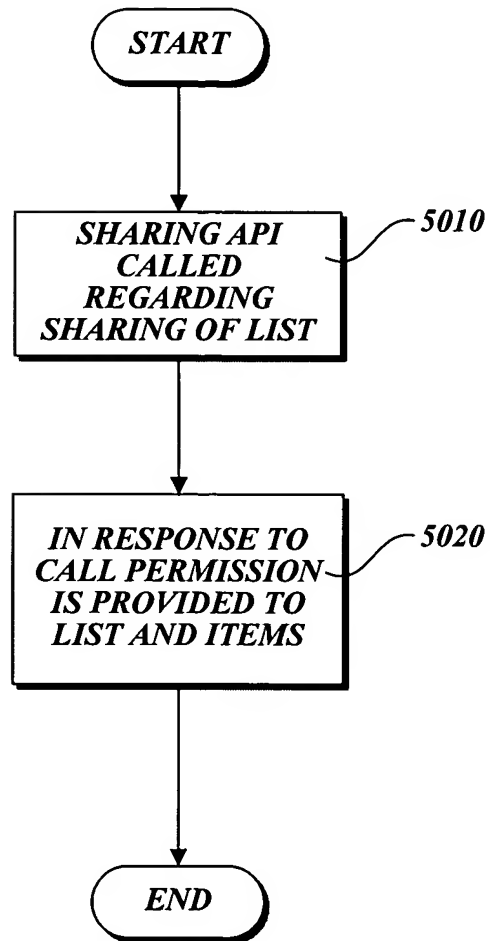 START
SHARING API
CALLED
REGARDING
SHARING OF LIST
5010
IN RESPONSE TO
CALL PERMISSION
IS PROVIDED TO
LIST AND ITEMS
5020
END